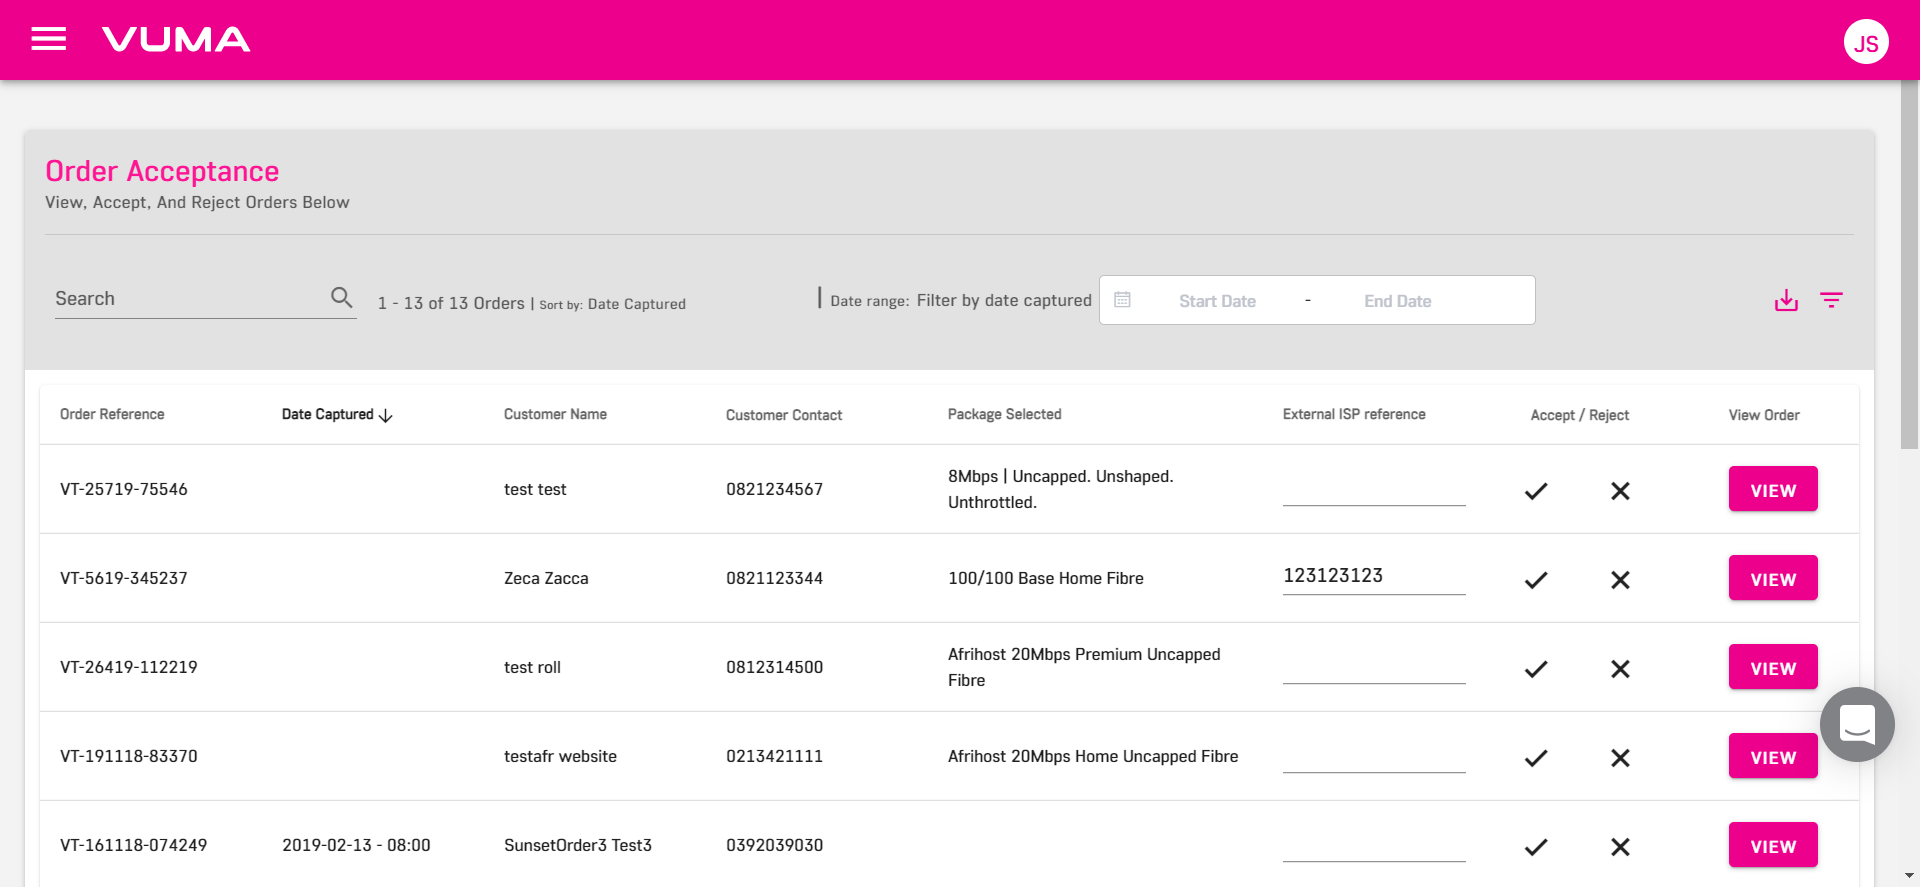 VUMA
JS
Order Acceptance
View, Accept, And Reject Orders Below
Search
1 - 13 of 13 Orders | Sort by: Date Captured
Date range: Filter by date captured
Start Date - End Date
Order Reference Date Captured Customer Name Customer Contact Package Selected External ISP reference Accept / Reject View Order
VT-25719-75546 test test 0821234567 8Mbps | Uncapped. Unshaped.
Unthrottled.
VIEW
VT-5619-345237 Zeca Zacca 0821123344 100/100 Base Home Fibre 123123123 VIEW
VT-26419-112219 test roll 0812314500 Afrihost 20Mbps Premium Uncapped
Fibre
VIEW
VT-191118-83370 testafr website 0213421111 Afrihost 20Mbps Home Uncapped Fibre VIEW
VT-161118-074249 2019-02-13 - 08:00 SunsetOrder3 Test3 0392039030 VIEW